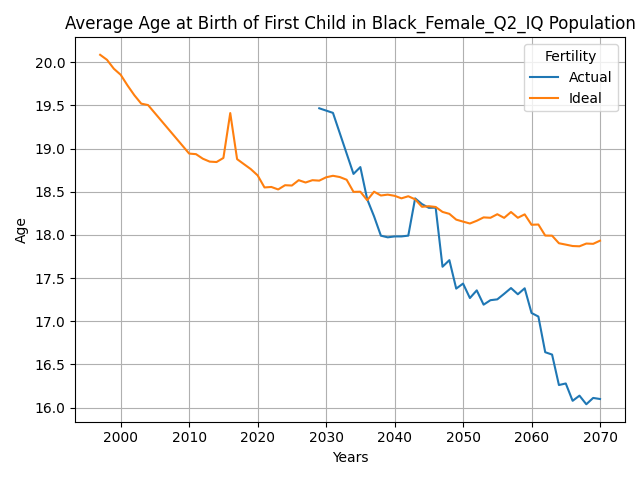 Average Age at Birth of First Child in Black_Female_Q2_IQ Population
Fertility
Actual
Ideal
Age
20.0
19.5
19.0
18.5
18.0
17.5
17.0
16.5
16.0
2000 2010 2020 2030 2040 2050 2060 2070
Years